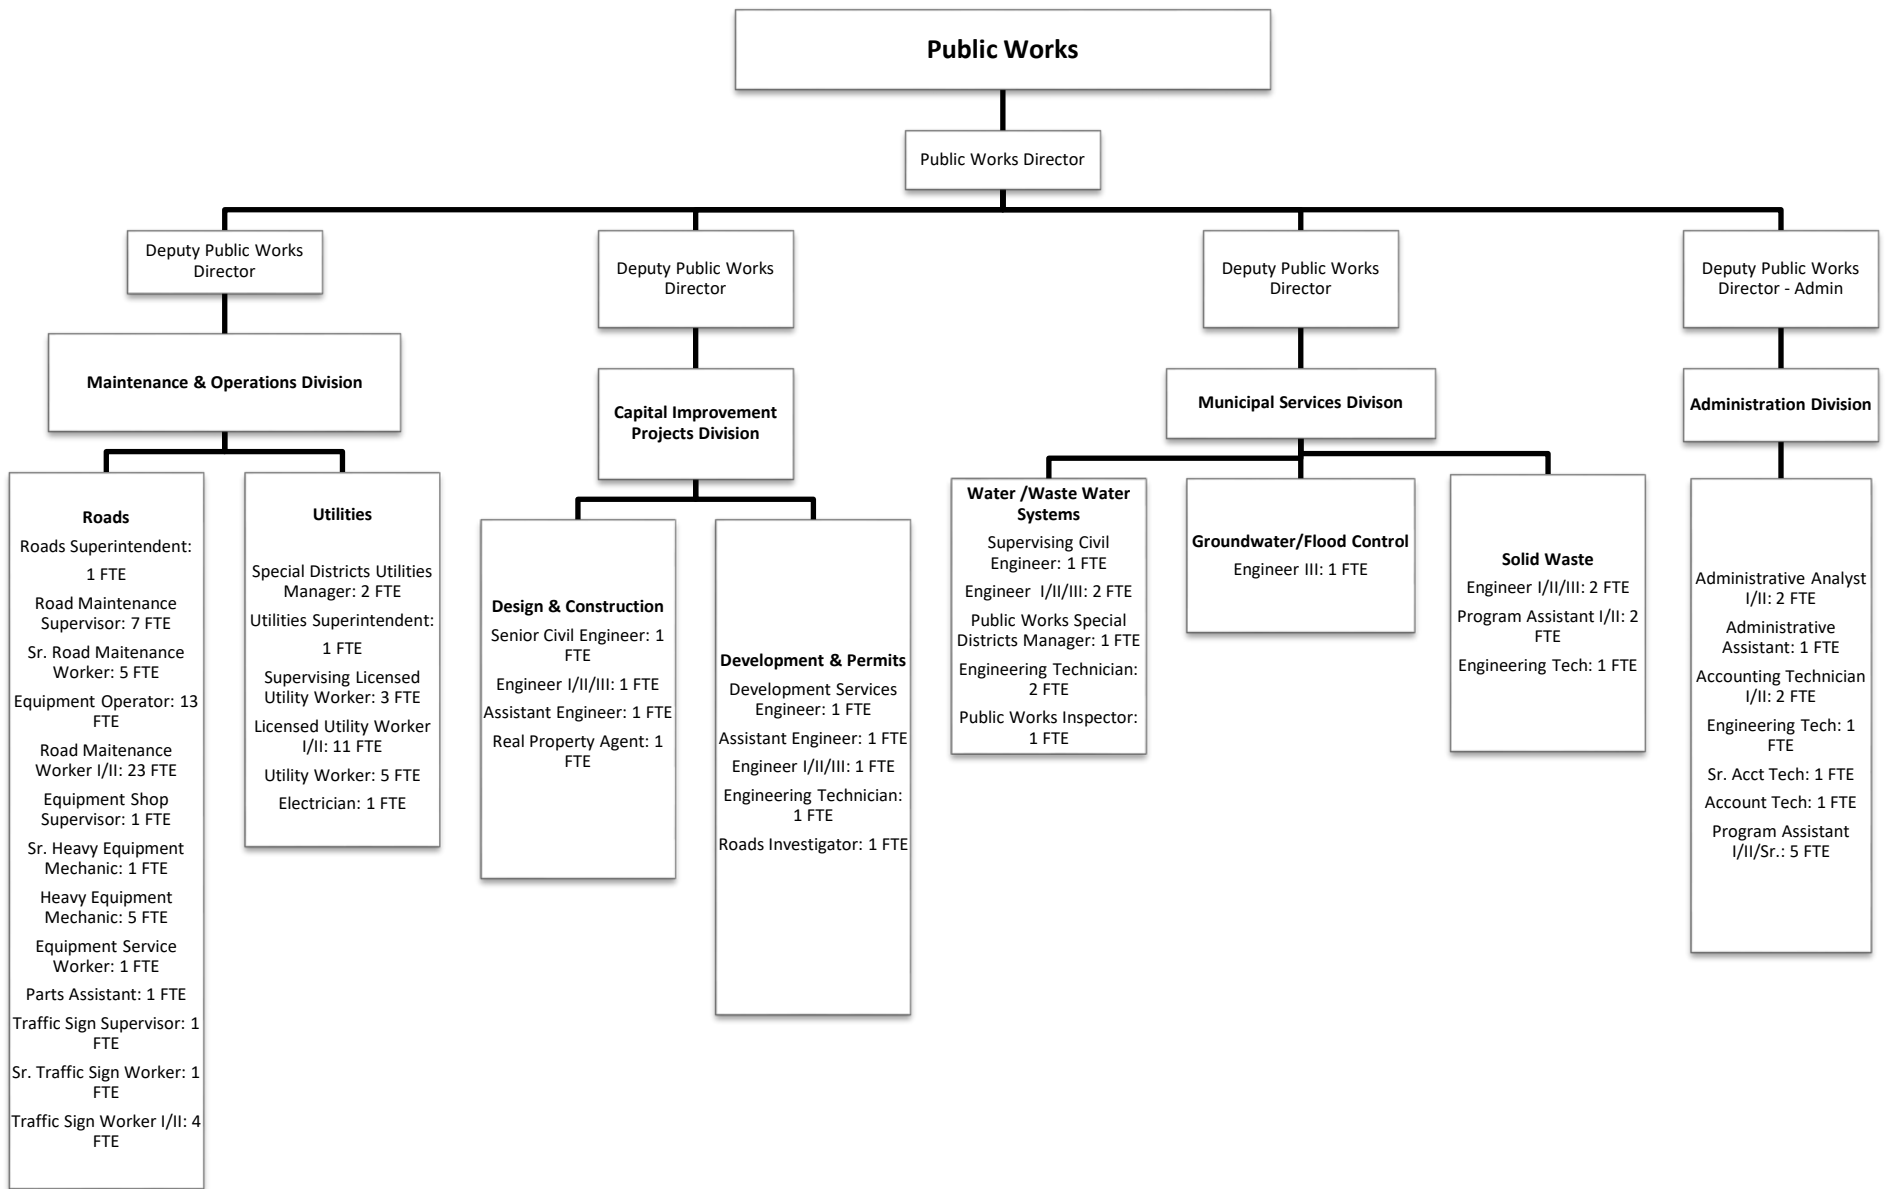 Public Works
Public Works Director
Deputy Public Works
Director
Deputy Public Works
Director
Deputy Public Works
Director
Deputy Public Works
Director - Admin
Maintenance & Operations Division
Capital Improvement
Projects Division
Municipal Services Divison
Administration Division
Roads
Roads Superintendent:
1 FTE
Road Maintenance
Supervisor: 7 FTE
Sr. Road Maitenance
Worker: 5 FTE
Equipment Operator: 13
FTE
Road Maitenance
Worker I/II: 23 FTE
Equipment Shop
Supervisor: 1 FTE
Sr. Heavy Equipment
Mechanic: 1 FTE
Heavy Equipment
Mechanic: 5 FTE
Equipment Service
Worker: 1 FTE
Parts Assistant: 1 FTE
Traffic Sign Supervisor: 1
FTE
Sr. Traffic Sign Worker: 1
FTE
Traffic Sign Worker I/II: 4
FTE
Utilities
Special Districts Utilities
Manager: 2 FTE
Utilities Superintendent:
1 FTE
Supervising Licensed
Utility Worker: 3 FTE
Licensed Utility Worker
I/II: 11 FTE
Utility Worker: 5 FTE
Electrician: 1 FTE
Design & Construction
Senior Civil Engineer: 1
FTE
Engineer I/II/III: 1 FTE
Assistant Engineer: 1 FTE
Real Property Agent: 1
FTE
Development & Permits
Development Services
Engineer: 1 FTE
Assistant Engineer: 1 FTE
Engineer I/II/III: 1 FTE
Engineering Technician:
1 FTE
Roads Investigator: 1 FTE
Water /Waste Water
Systems
Supervising Civil
Engineer: 1 FTE
Engineer I/II/III: 2 FTE
Public Works Special
Districts Manager: 1 FTE
Engineering Technician:
2 FTE
Public Works Inspector:
1 FTE
Groundwater/Flood Control
Engineer III: 1 FTE
Solid Waste
Engineer I/II/III: 2 FTE
Program Assistant I/II: 2
FTE
Engineering Tech: 1 FTE
Administrative Analyst
I/II: 2 FTE
Administrative
Assistant: 1 FTE
Accounting Technician
I/II: 2 FTE
Engineering Tech: 1
FTE
Sr. Acct Tech: 1 FTE
Account Tech: 1 FTE
Program Assistant
I/II/Sr.: 5 FTE